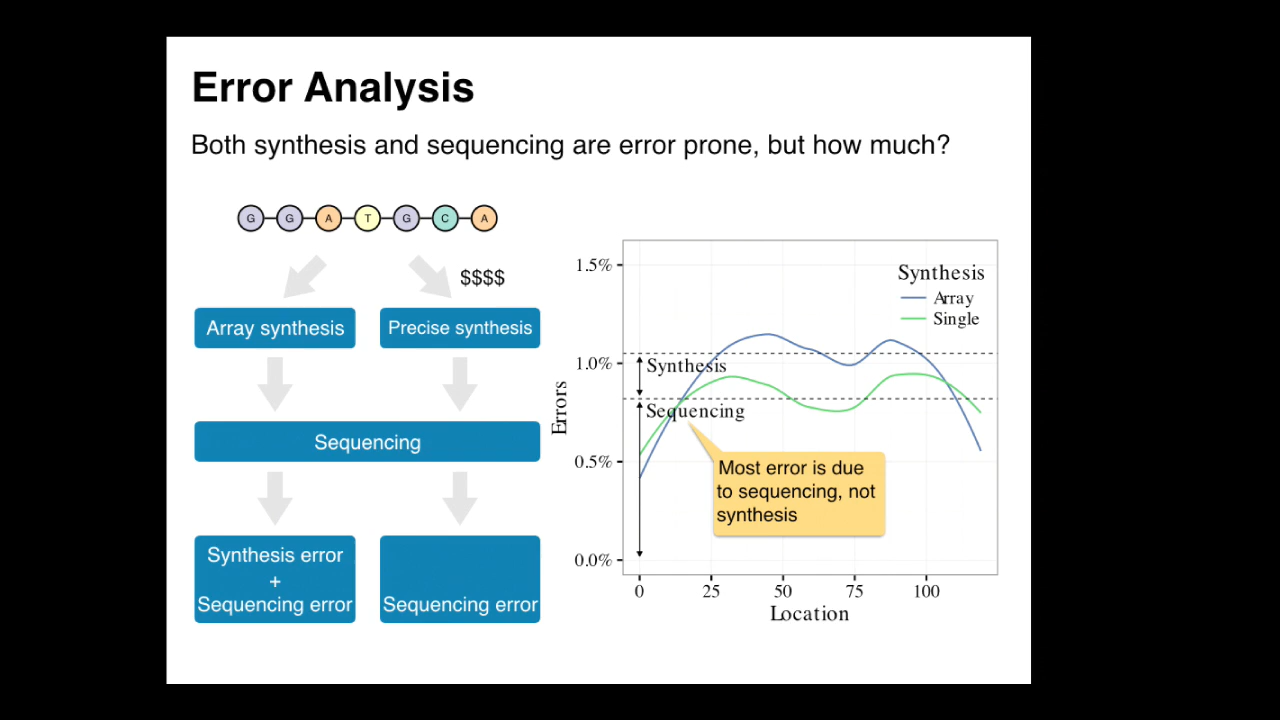 Error Analysis
Both synthesis and sequencing are error prone, but how much?
G G A T G C A
$$$$
Array synthesis
Precise synthesis
Sequencing
Synthesis error
+
Sequencing error
Sequencing error
Errors
1.5%
1.0%
0.5%
0.0%
Synthesis
Array
Single
Synthesis
Sequencing
Most error is due
to sequencing, not
synthesis
0 25 50 75 100
Location